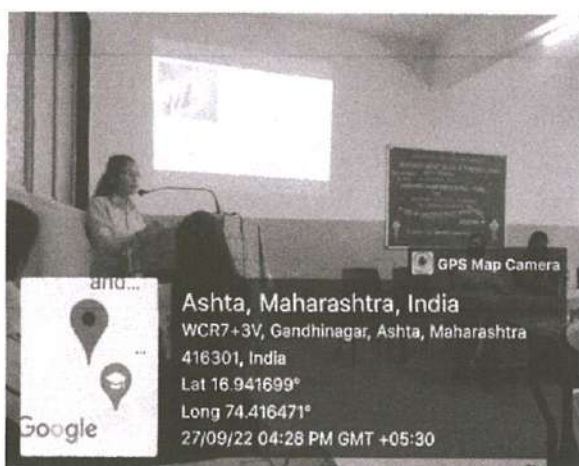 GPS Map Camera
and...
...
Google
Ashta, Maharashtra, India
WCR7+3V, Gandhinagar, Ashta, Maharashtra
416301, India
Lat 16.941699°
Long 74.416471°
27/09/22 04:28 PM GMT +05:30